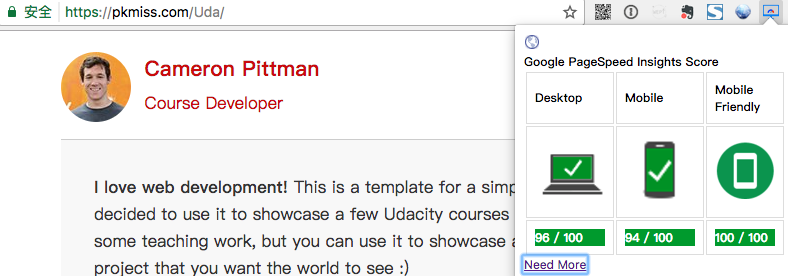 安全 https://pkmiss.com/Uda/
Cameron Pittman
Course Developer
I love web development! This is a template for a simp
decided to use it to showcase a few Udacity courses
some teaching work, but you can use it to showcase a
project that you want the world to see :)
Google PageSpeed Insights Score
Desktop
Mobile
Mobile
Friendly
96 / 100
94 / 100
100 / 100
Need More